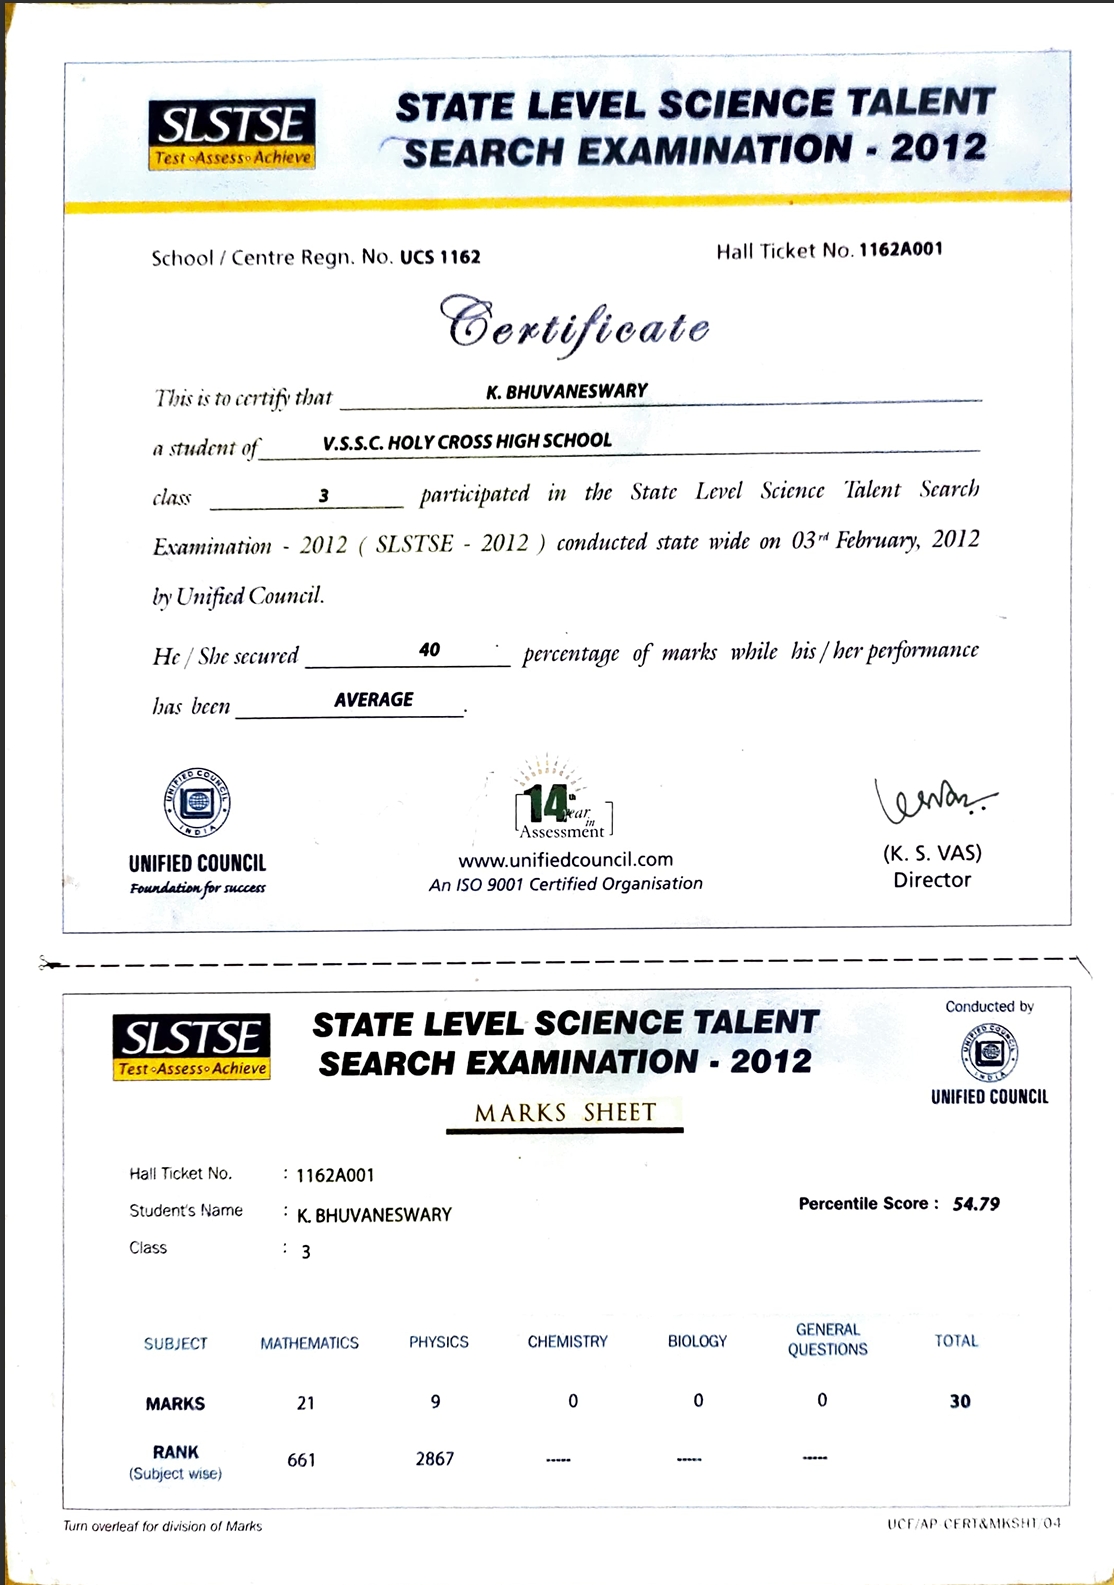 SLSTSE
Test Assess Achieve
STATE LEVEL SCIENCE TALENT
SEARCH EXAMINATION - 2012
School / Centre Regn. No. UCS 1162
Hall Ticket No. 1162A001
Certificate
This is to certify that K. BHUVANESWARY
a student of V.S.S.C. HOLY CROSS HIGH SCHOOL
class 3 participated in the State Level Science Talent Search
Examination - 2012 ( SLSTSE - 2012 ) conducted state wide on 03rd February, 2012
by Unified Council.
He / She secured 40 percentage of marks while his / her performance
has been AVERAGE.
UNIFIED COUNCIL
INDIA
UNIFIED COUNCIL
Foundation for success
14th Year in
Assessment
www.unifiedcouncil.com
An ISO 9001 Certified Organisation
(K. S. VAS)
Director
SLSTSE
Test Assess Achieve
STATE LEVEL SCIENCE TALENT
SEARCH EXAMINATION - 2012
MARKS SHEET
Conducted by
UNIFIED COUNCIL
INDIA
UNIFIED COUNCIL
Hall Ticket No. : 1162A001
Student's Name : K. BHUVANESWARY
Class : 3
Percentile Score : 54.79
SUBJECT MATHEMATICS PHYSICS CHEMISTRY BIOLOGY GENERAL QUESTIONS TOTAL
MARKS 21 9 0 0 0 30
RANK 661 2867 ----- ----- -----
(Subject wise)
Turn overleaf for division of Marks
UCF/AP CERT&MKSHT/04